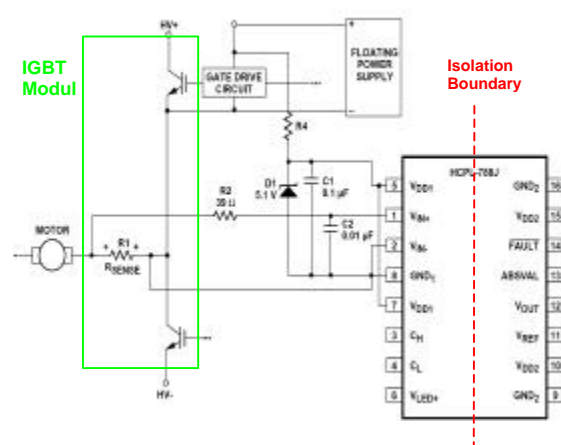 HV+
IGBT
Modul
GATE DRIVE
CIRCUIT
FLOATING
POWER
SUPPLY
+
-
Isolation
Boundary
R4
HCPL-788J
D1
5.1 V
C1
0.1 µF
R2
39 Ω
C2
0.01 µF
MOTOR
+ R1 +
RSENSE
HV-
5 VDD1
1 VIN+
2 VIN-
8 GND1
7 VDD1
3 CH
4 CL
6 VLED+
GND2 16
VDD2 15
FAULT 14
ABSVAL 13
VOUT 12
VREF 11
VDD2 10
GND2 9